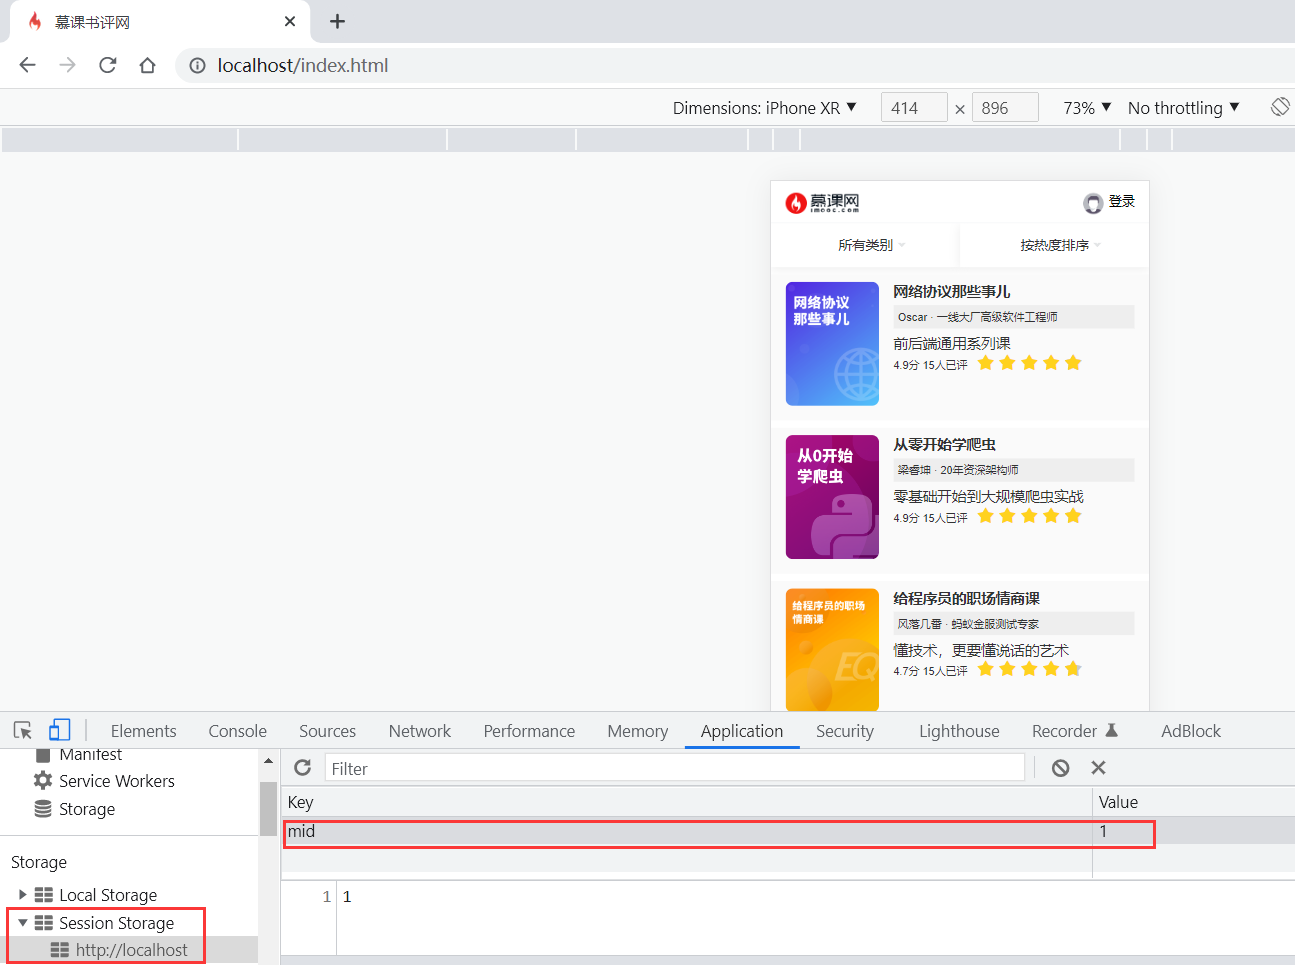 慕课书评网
localhost/index.html
Dimensions: iPhone XR ▼ 414 × 896 73% ▼ No throttling ▼
慕课网 登录
imooc.com
所有类别 按热度排序
网络协议
那些事儿
网络协议那些事儿
Oscar · 一线大厂高级软件工程师
前后端通用系列课
4.9分 15人已评
从0开始
学爬虫
从零开始学爬虫
梁睿坤 · 20年资深架构师
零基础开始到大规模爬虫实战
4.9分 15人已评
给程序员的职场
情商课
EQ
给程序员的职场情商课
风落几番 · 蚂蚁金服测试专家
懂技术，更要懂说话的艺术
4.7分 15人已评
Elements Console Sources Network Performance Memory Application Security Lighthouse Recorder AdBlock
Manifest
Service Workers
Storage
Storage
Local Storage
Session Storage
http://localhost
Filter
Key Value
mid 1
1 1